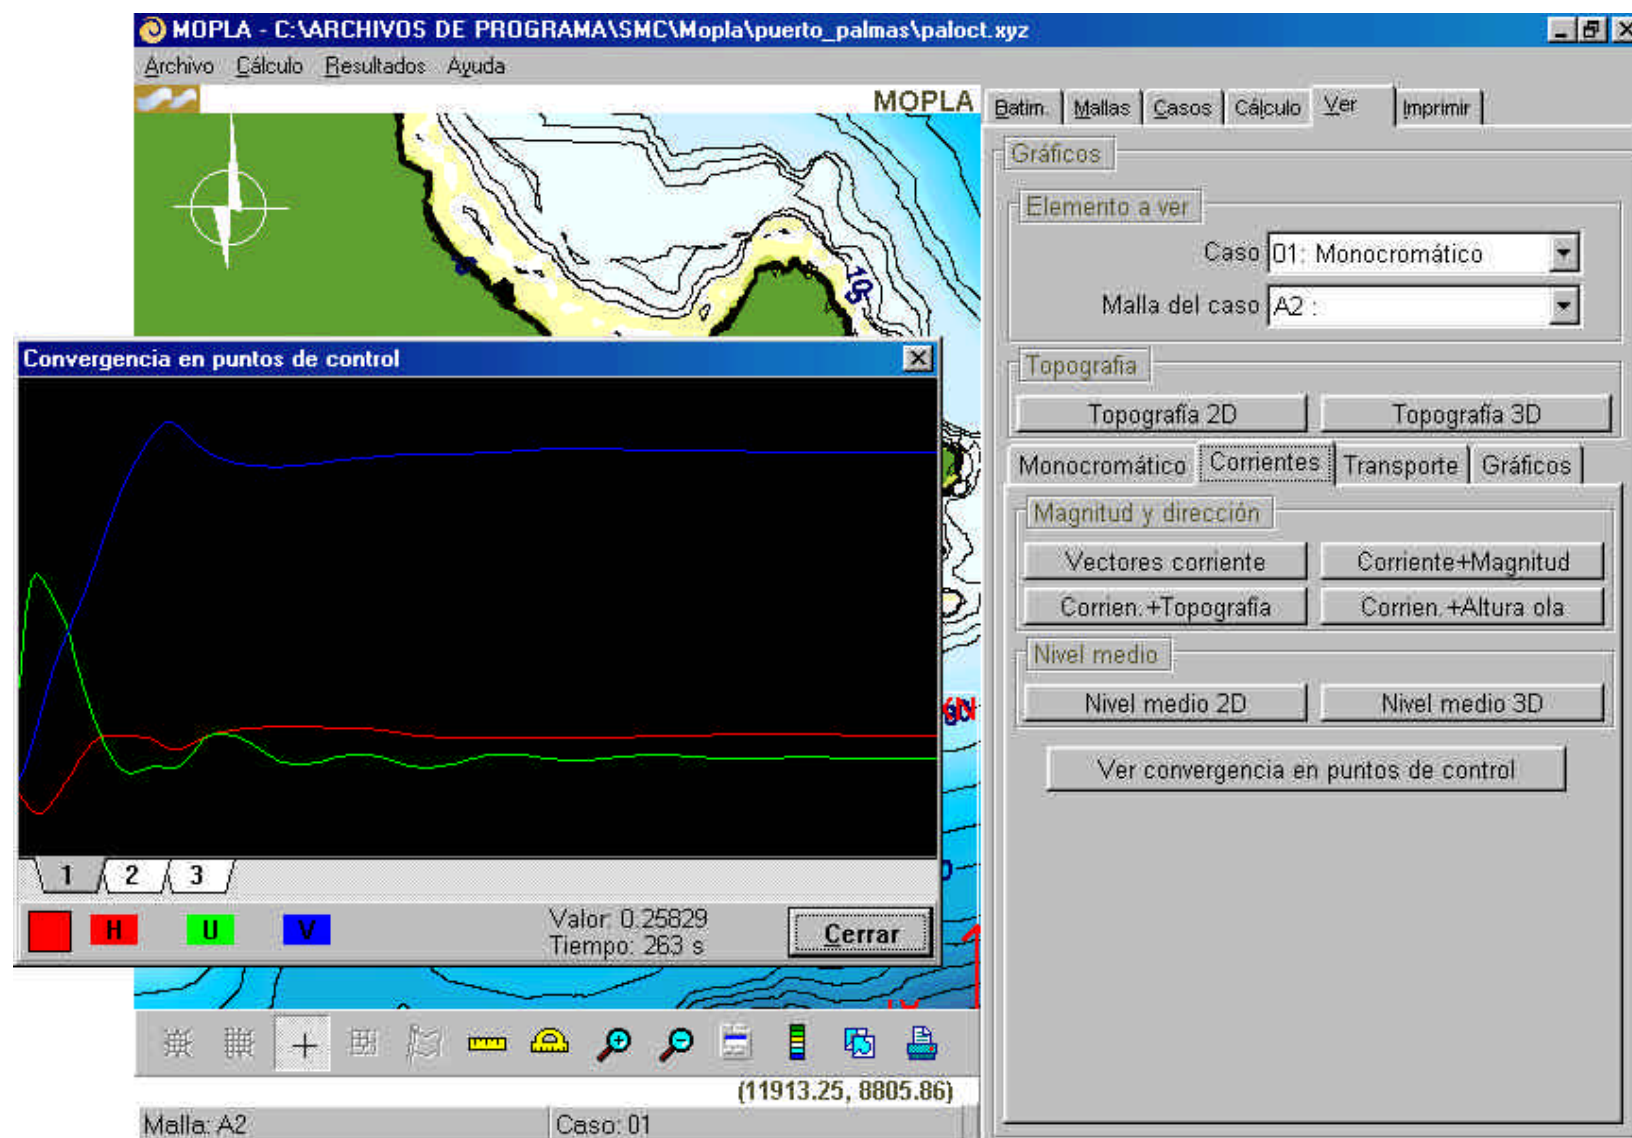 MOPLA - C:\ARCHIVOS DE PROGRAMA\SMC\Mopla\puerto_palmas\paloct.xyz
Archivo Cálculo Resultados Ayuda
MOPLA
Batim. Mallas Casos Cálculo Ver Imprimir
Gráficos
Elemento a ver
Caso 01: Monocromático
Malla del caso A2 :
Topografia
Topografía 2D Topografía 3D
Monocromático Corrientes Transporte Gráficos
Magnitud y dirección
Vectores corriente Corriente+Magnitud
Corrien.+Topografía Corrien.+Altura ola
Nivel medio
Nivel medio 2D Nivel medio 3D
Ver convergencia en puntos de control
Convergencia en puntos de control
1 2 3
H U V
Valor: 0.25829
Tiempo: 263 s
Cerrar
(11913.25, 8805.86)
Malla: A2 Caso: 01